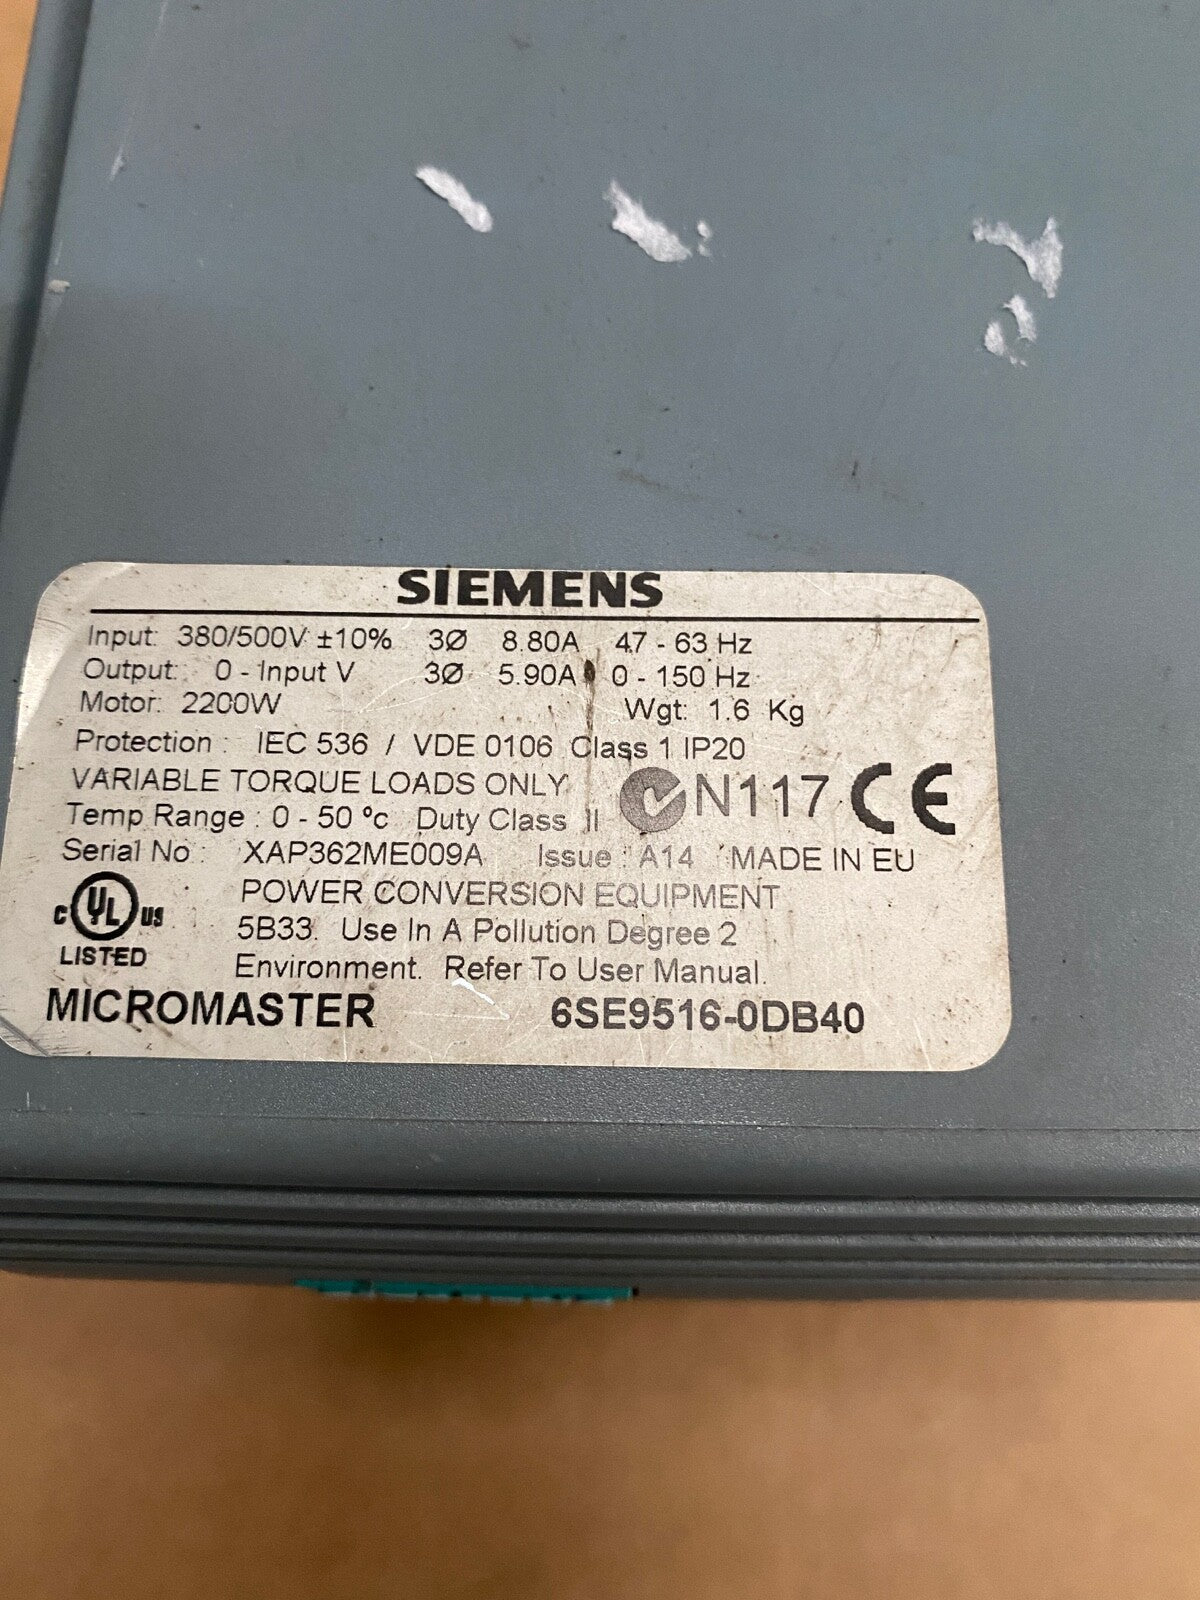 SIEMENS
Input: 380/500V ±10% 3Ø 8.80A 47 - 63 Hz
Output: 0 - Input V 3Ø 5.90A 0 - 150 Hz
Motor: 2200W Wgt: 1.6 Kg
Protection : IEC 536 / VDE 0106 Class 1 IP20
VARIABLE TORQUE LOADS ONLY N117 CE
Temp Range : 0 - 50 ºc Duty Class II
Serial No : XAP362ME009A Issue : A14 MADE IN EU
POWER CONVERSION EQUIPMENT
C UL US 5B33. Use In A Pollution Degree 2
LISTED Environment. Refer To User Manual.
MICROMASTER 6SE9516-0DB40